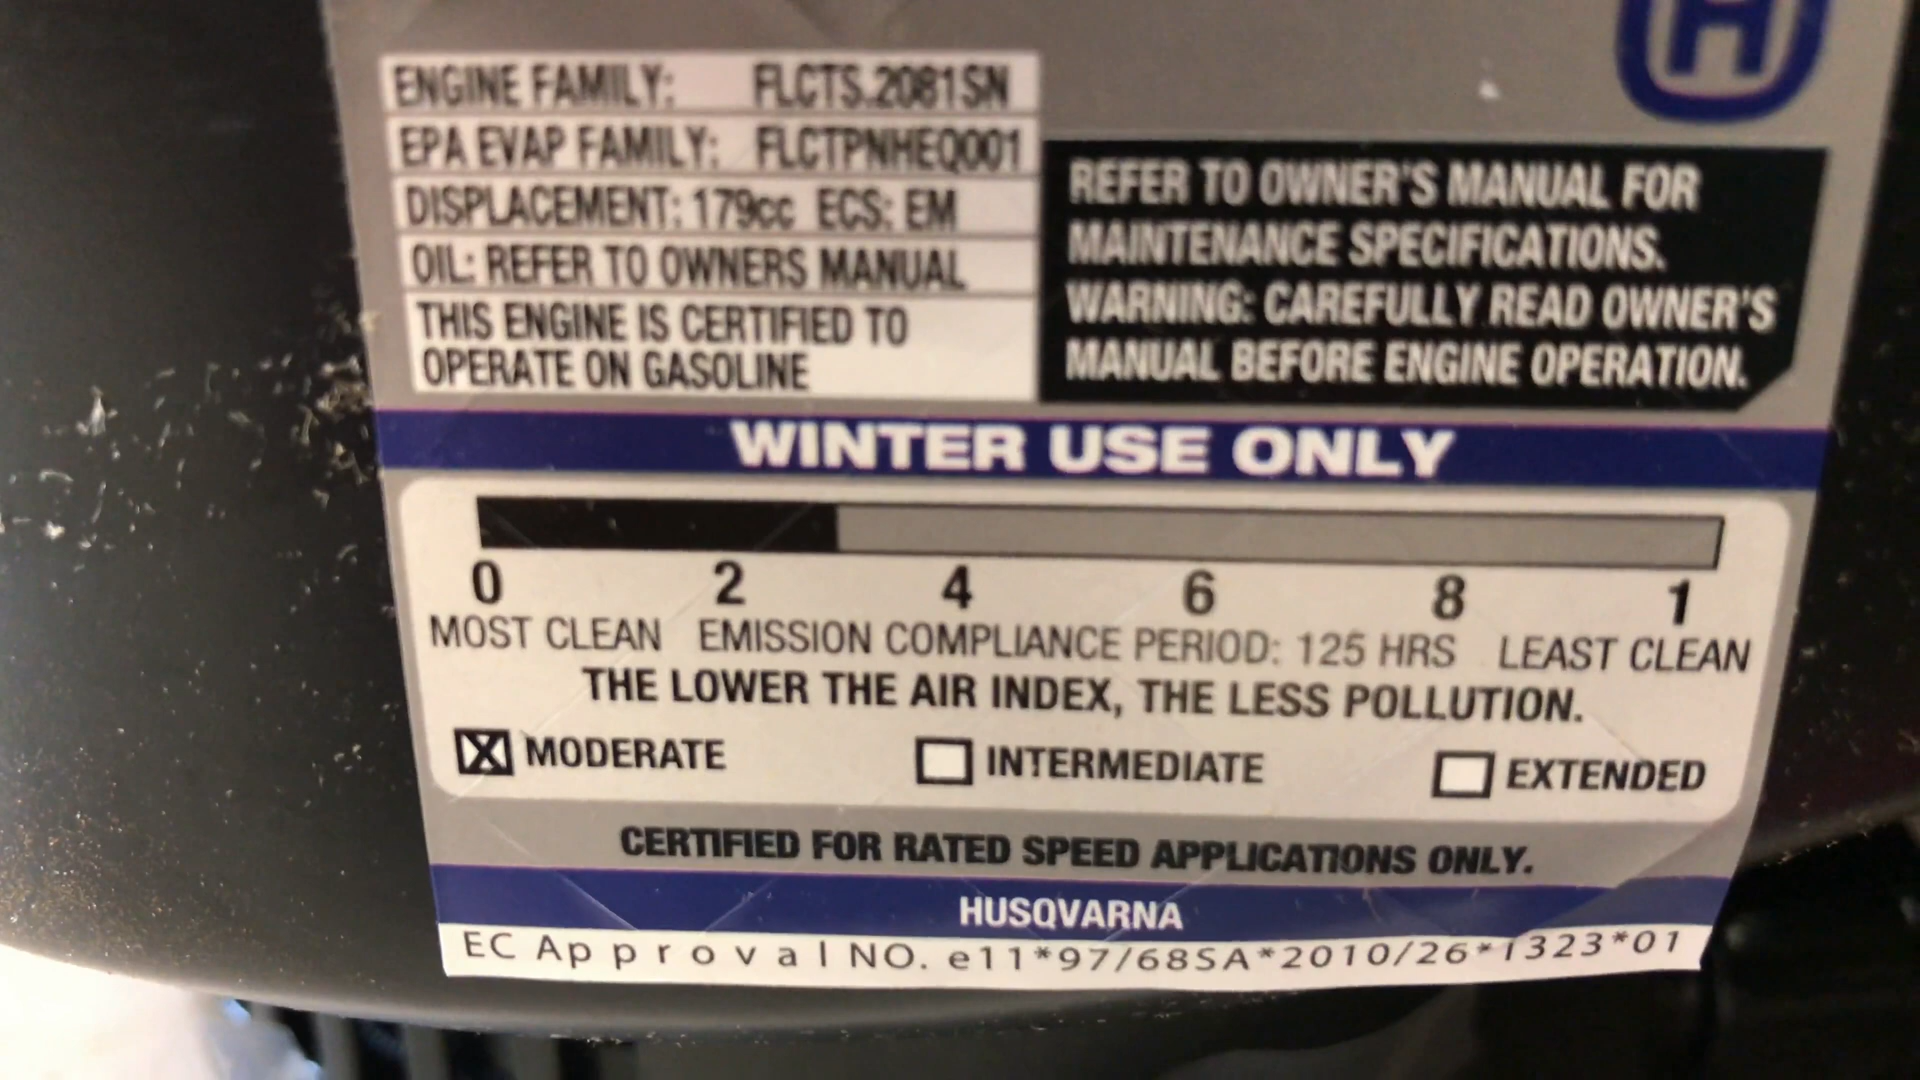 H
ENGINE FAMILY: FLCTS.2081SN
EPA EVAP FAMILY: FLCTPNHEQ001
DISPLACEMENT: 179cc ECS: EM
OIL: REFER TO OWNERS MANUAL
THIS ENGINE IS CERTIFIED TO
OPERATE ON GASOLINE
REFER TO OWNER'S MANUAL FOR
MAINTENANCE SPECIFICATIONS.
WARNING: CAREFULLY READ OWNER'S
MANUAL BEFORE ENGINE OPERATION.
WINTER USE ONLY
0 2 4 6 8 1
MOST CLEAN EMISSION COMPLIANCE PERIOD: 125 HRS LEAST CLEAN
THE LOWER THE AIR INDEX, THE LESS POLLUTION.
X MODERATE INTERMEDIATE EXTENDED
CERTIFIED FOR RATED SPEED APPLICATIONS ONLY.
HUSQVARNA
EC Approval NO. e11*97/68SA*2010/26*1323*01